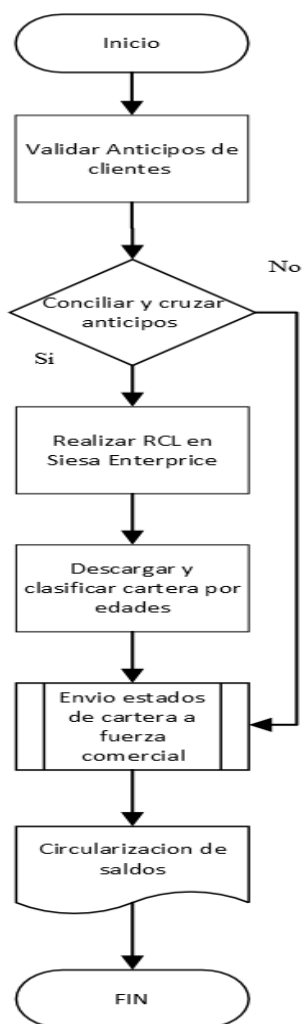 Inicio
Validar Anticipos de
clientes
No
Conciliar y cruzar
anticipos
Si
Realizar RCL en
Siesa Enterprice
Descargar y
clasificar cartera por
edades
Envio estados
de cartera a
fuerza
comercial
Circularizacion de
saldos
FIN